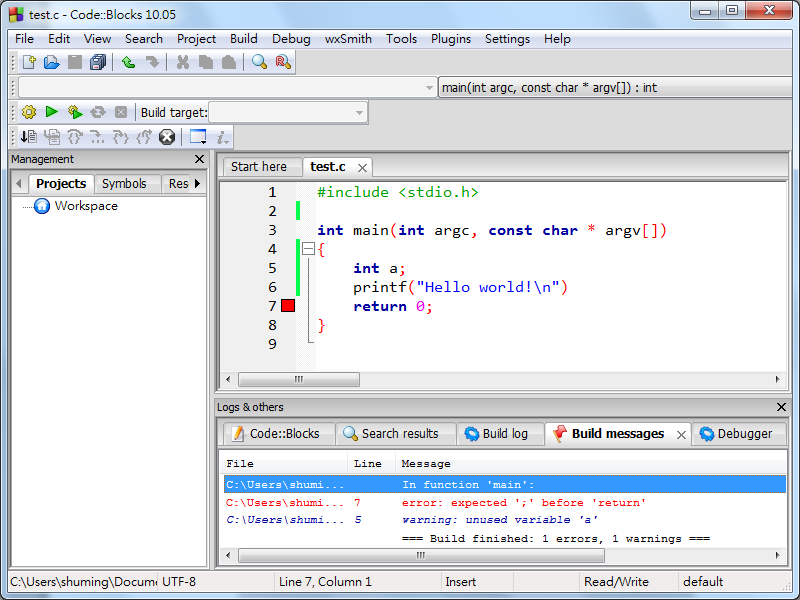 test.c - Code::Blocks 10.05
File Edit View Search Project Build Debug wxSmith Tools Plugins Settings Help
main(int argc, const char * argv[]) : int
Build target:
Management
Projects Symbols Res
Workspace
Start here test.c
1 #include <stdio.h>
2
3 int main(int argc, const char * argv[])
4 {
5 int a;
6 printf("Hello world!\n")
7 return 0;
8 }
9
Logs & others
Code::Blocks Search results Build log Build messages Debugger
File Line Message
C:\Users\shumi... In function 'main':
C:\Users\shumi... 7 error: expected ';' before 'return'
C:\Users\shumi... 5 warning: unused variable 'a'
=== Build finished: 1 errors, 1 warnings ===
C:\Users\shuming\Docume UTF-8 Line 7, Column 1 Insert Read/Write default